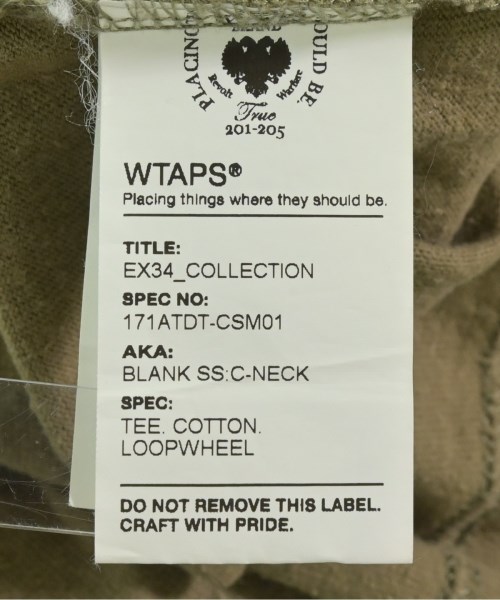 PLACING
OULD BE.
Revolt
Warfare
True
201-205
WTAPS®
Placing things where they should be.
TITLE:
EX34_COLLECTION
SPEC NO:
171ATDT-CSM01
AKA:
BLANK SS:C-NECK
SPEC:
TEE. COTTON.
LOOPWHEEL
DO NOT REMOVE THIS LABEL.
CRAFT WITH PRIDE.